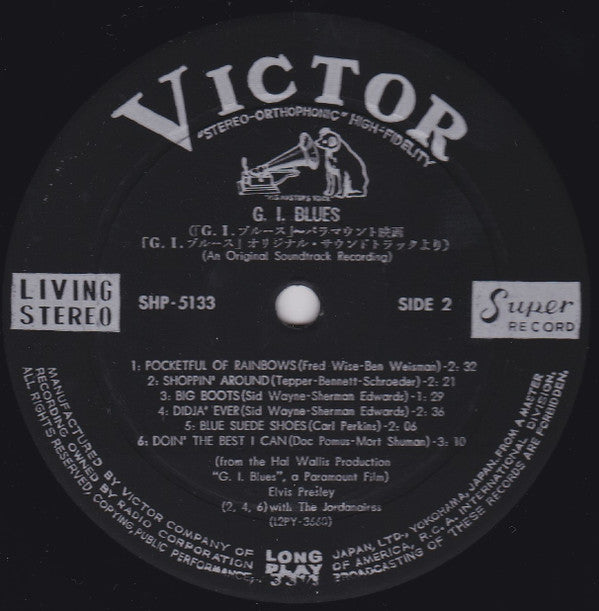 VICTOR
"STEREO-ORTHOPHONIC" HIGH-FIDELITY
"HIS MASTER'S VOICE"
G. I. BLUES
(「G. I. ブルース」～パラマウント映画
「G. I. ブルース」オリジナル・サウンドトラックより)
(An Original Soundtrack Recording)
LIVING
STEREO
SHP-5133
SIDE 2
Super
RECORD
1: POCKETFUL OF RAINBOWS (Fred Wise-Ben Weisman)-2: 32
2: SHOPPIN' AROUND (Tepper-Bennett-Schroeder)-2: 21
3: BIG BOOTS (Sid Wayne-Sherman Edwards)-1: 29
4: DIDJA' EVER (Sid Wayne-Sherman Edwards)-2: 36
5: BLUE SUEDE SHOES (Carl Perkins)-2: 06
6: DOIN' THE BEST I CAN (Doc Pomus-Mort Shuman)-3: 10
(from the Hal Wallis Production
"G. I. Blues", a Paramount Film)
Elvis Presley
(2, 4, 6) with The Jordanaires
LONG
PLAY
33⅓
MANUFACTURED BY VICTOR COMPANY OF JAPAN, LTD., YOKOHAMA, JAPAN, FROM A MASTER
RECORDING OWNED BY RADIO CORPORATION OF AMERICA, R.C.A. INTERNATIONAL DIVISION.
ALL RIGHTS RESERVED, COPYING, PUBLIC PERFORMANCE, BROADCASTING OF THESE RECORDS ARE FORBIDDEN.